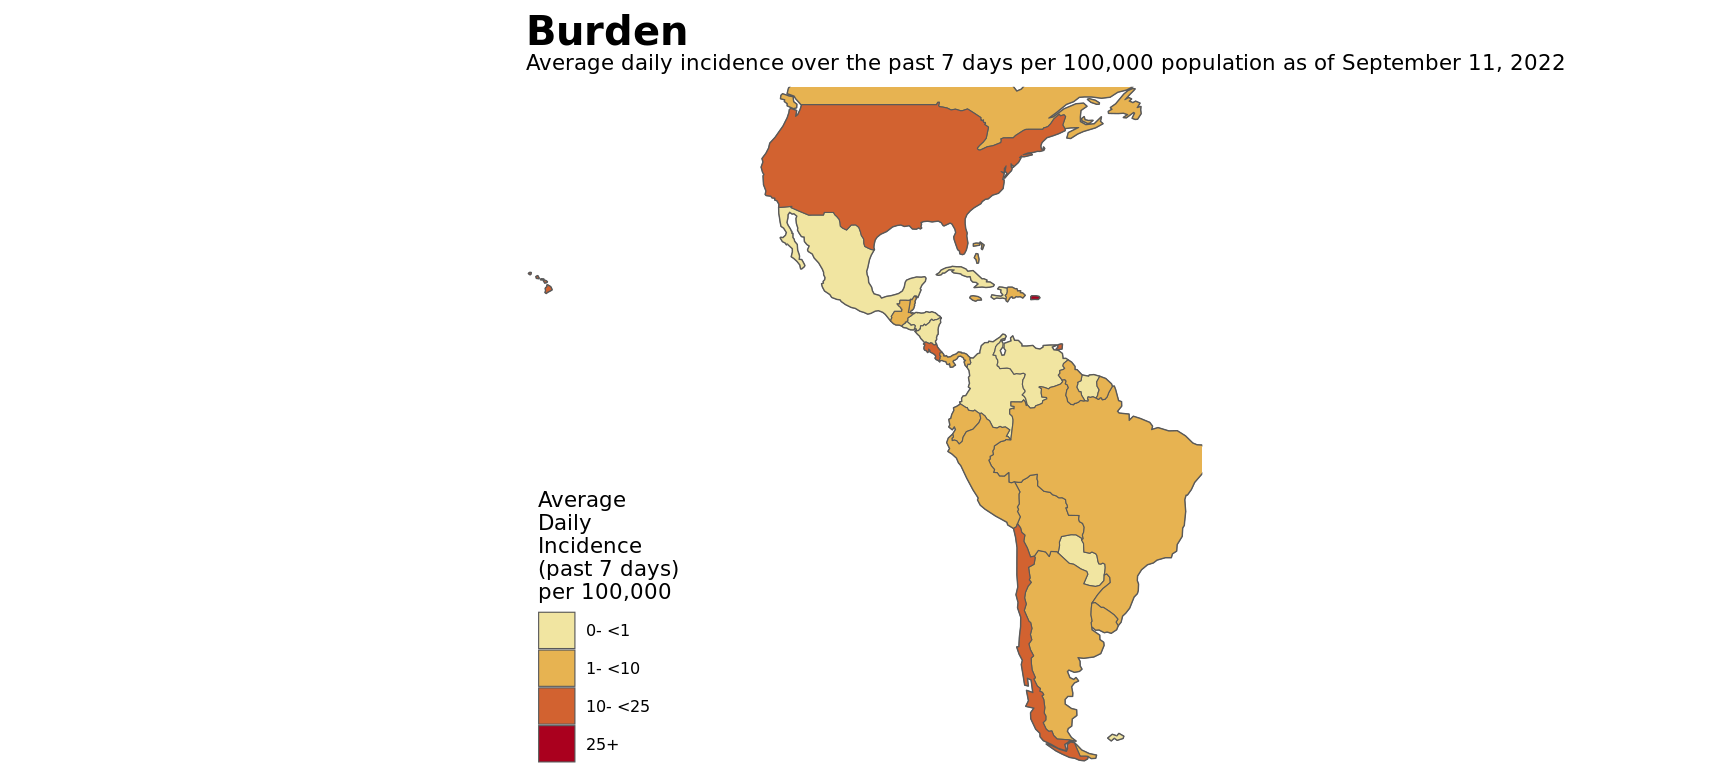 Burden
Average daily incidence over the past 7 days per 100,000 population as of September 11, 2022
Average
Daily
Incidence
(past 7 days)
per 100,000
0- <1
1- <10
10- <25
25+